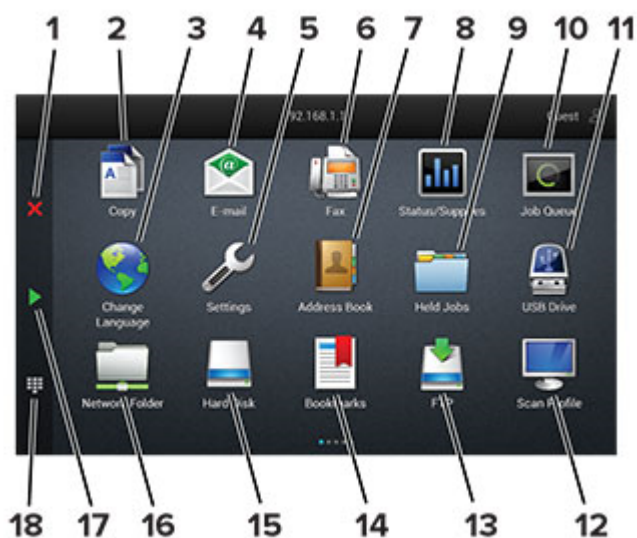 1 2 3 4 5 6 7 8 9 10 11
192.168.1.1
Guest
A
@
Copy
E-mail
Fax
Status/Supplies
Job Queue
Change
Language
Settings
Address Book
Held Jobs
USB Drive
Network Folder
Hard Disk
Bookmarks
FTP
Scan Profile
18 17 16 15 14 13 12